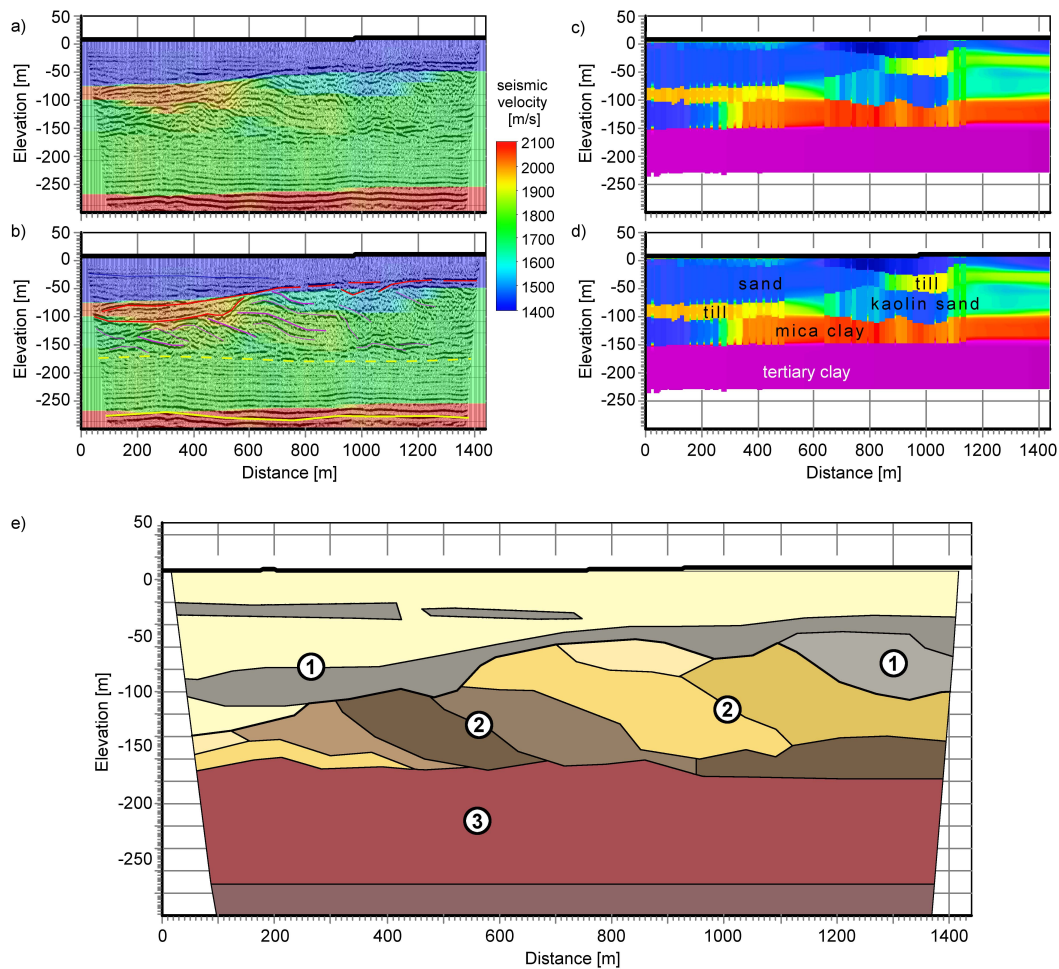 a)
50
0
-50
-100
-150
-200
-250
Elevation [m]
b)
50
0
-50
-100
-150
-200
-250
Elevation [m]
0 200 400 600 800 1000 1200 1400
Distance [m]
seismic
velocity
[m/s]
2100
2000
1900
1800
1700
1600
1500
1400
c)
50
0
-50
-100
-150
-200
-250
Elevation [m]
d)
50
0
-50
-100
-150
-200
-250
Elevation [m]
sand
till
till
kaolin sand
mica clay
tertiary clay
0 200 400 600 800 1000 1200 1400
Distance [m]
e)
50
0
-50
-100
-150
-200
-250
Elevation [m]
1
1
2
2
3
0 200 400 600 800 1000 1200 1400
Distance [m]